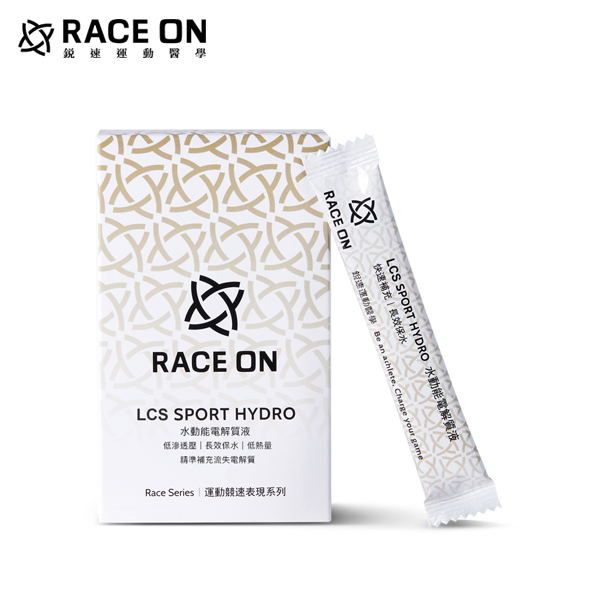 RACE ON
銳速運動醫學
RACE ON
LCS SPORT HYDRO
水動能電解質液
低滲透壓|長效保水|低熱量
精準補充流失電解質
Race Series|運動競速表現系列
RACE ON
銳速運動醫學
LCS SPORT HYDRO 水動能電解質液
快速補充|長效保水
Be an athlete. Charge your game